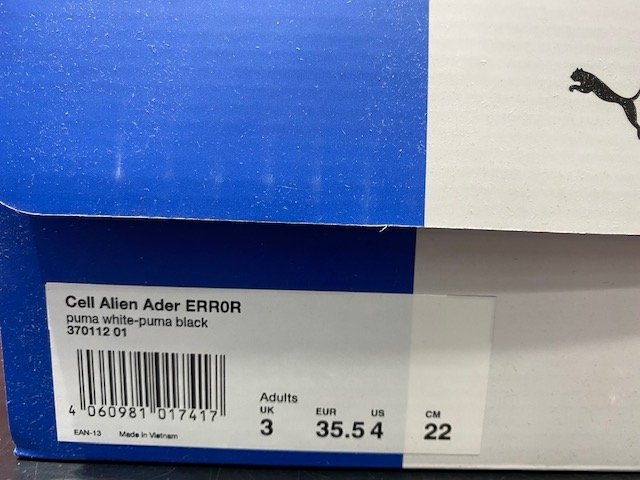 Cell Alien Ader ERR0R
puma white-puma black
370112 01
4 060981 017417
EAN-13 Made in Vietnam
Adults
UK EUR US CM
3 35.5 4 22